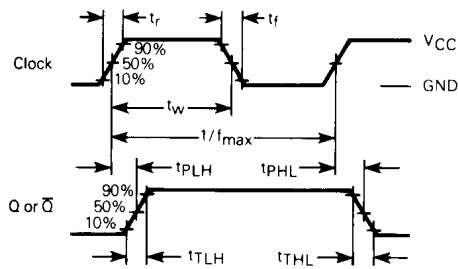 tr
tf
90%
VCC
Clock
50%
10%
GND
tw
1/fmax
tPLH
tPHL
90%
Q or Q̅
50%
10%
tTLH
tTHL